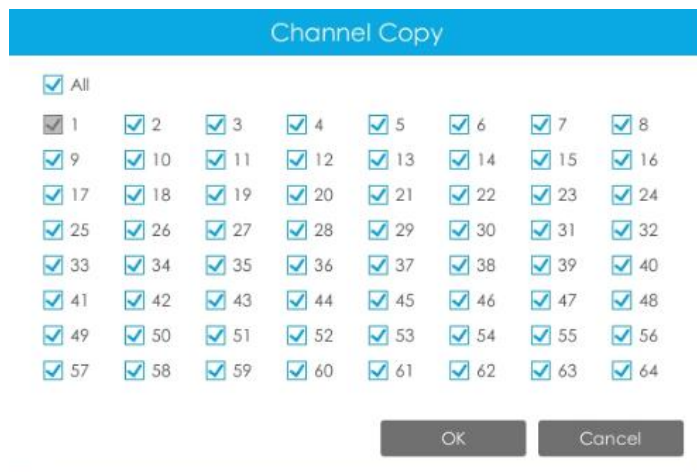 Channel Copy
All
1 2 3 4 5 6 7 8
9 10 11 12 13 14 15 16
17 18 19 20 21 22 23 24
25 26 27 28 29 30 31 32
33 34 35 36 37 38 39 40
41 42 43 44 45 46 47 48
49 50 51 52 53 54 55 56
57 58 59 60 61 62 63 64
OK Cancel